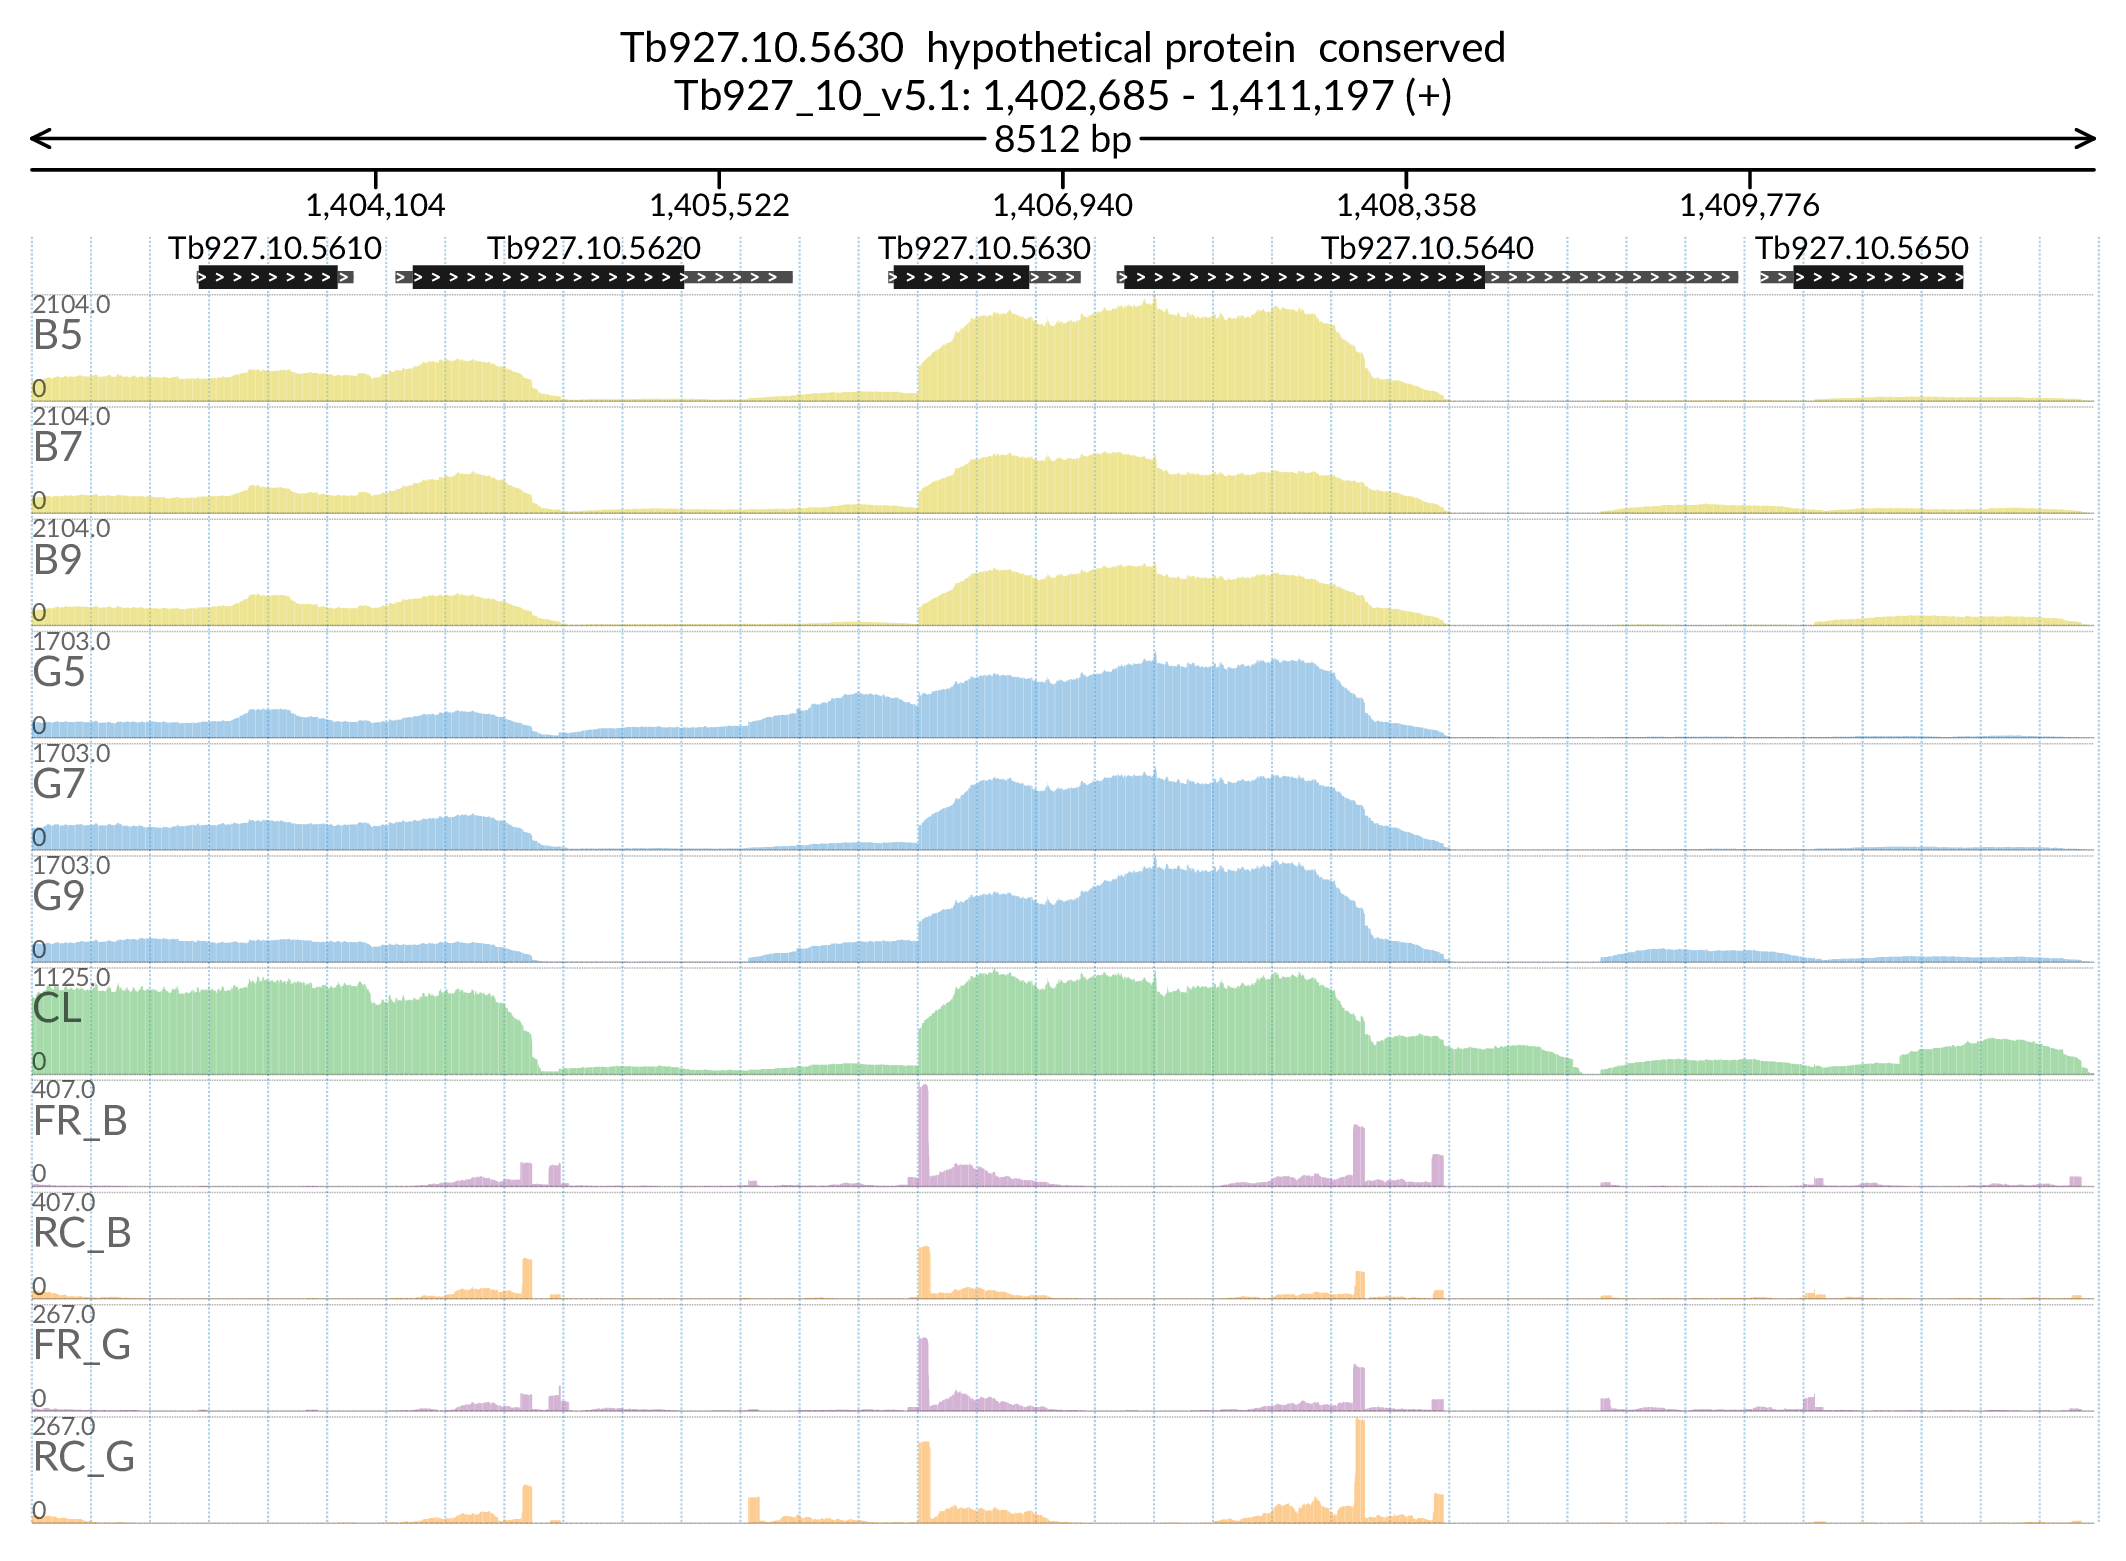 Tb927.10.5630  hypothetical protein  conserved
Tb927_10_v5.1: 1,402,685 - 1,411,197 (+)
8512 bp
1,404,104 1,405,522 1,406,940 1,408,358 1,409,776
Tb927.10.5610 Tb927.10.5620 Tb927.10.5630 Tb927.10.5640 Tb927.10.5650
2104.0
B5
0
2104.0
B7
0
2104.0
B9
0
1703.0
G5
0
1703.0
G7
0
1703.0
G9
0
1125.0
CL
0
407.0
FR_B
0
407.0
RC_B
0
267.0
FR_G
0
267.0
RC_G
0